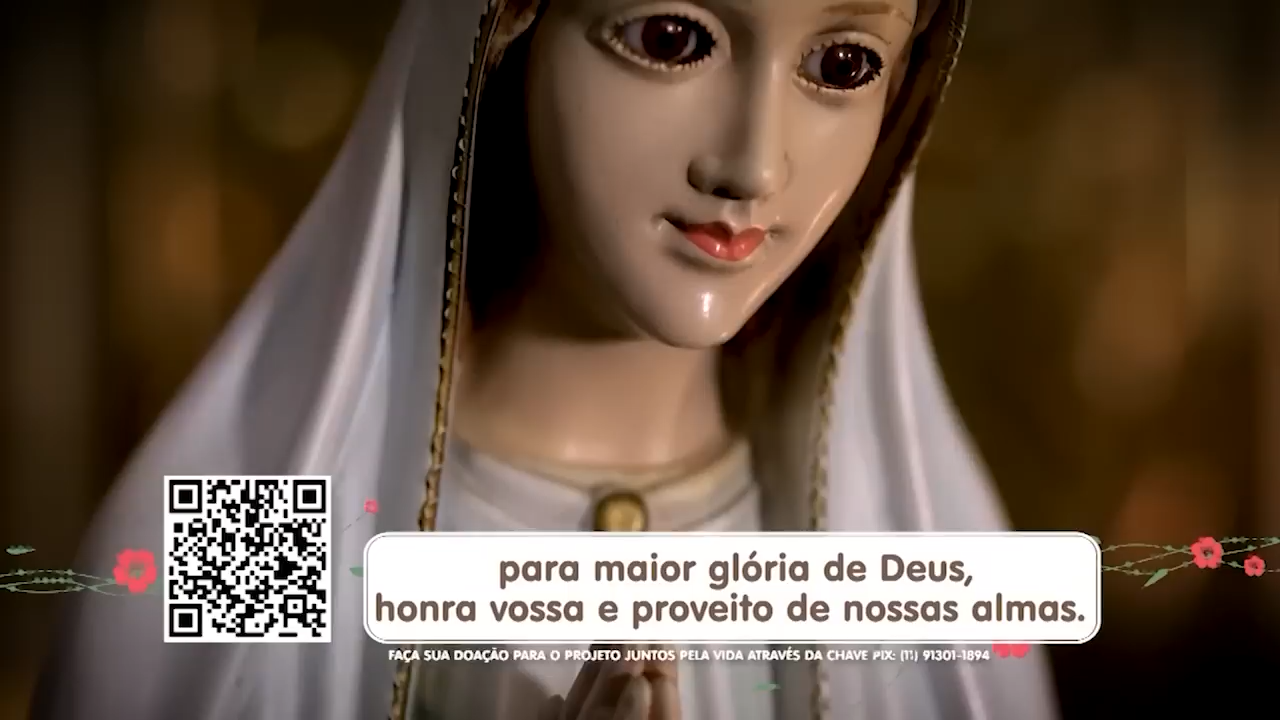 para maior glória de Deus,
honra vossa e proveito de nossas almas.
FAÇA SUA DOAÇÃO PARA O PROJETO JUNTOS PELA VIDA ATRAVÉS DA CHAVE PIX: (11) 91301-1894